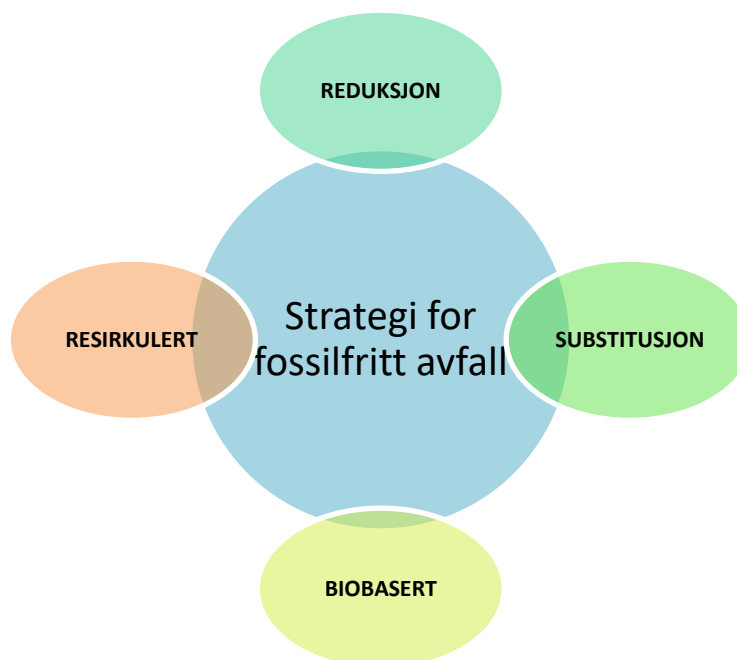 REDUKSJON
RESIRKULERT
Strategi for
fossilfritt avfall
SUBSTITUSJON
BIOBASERT